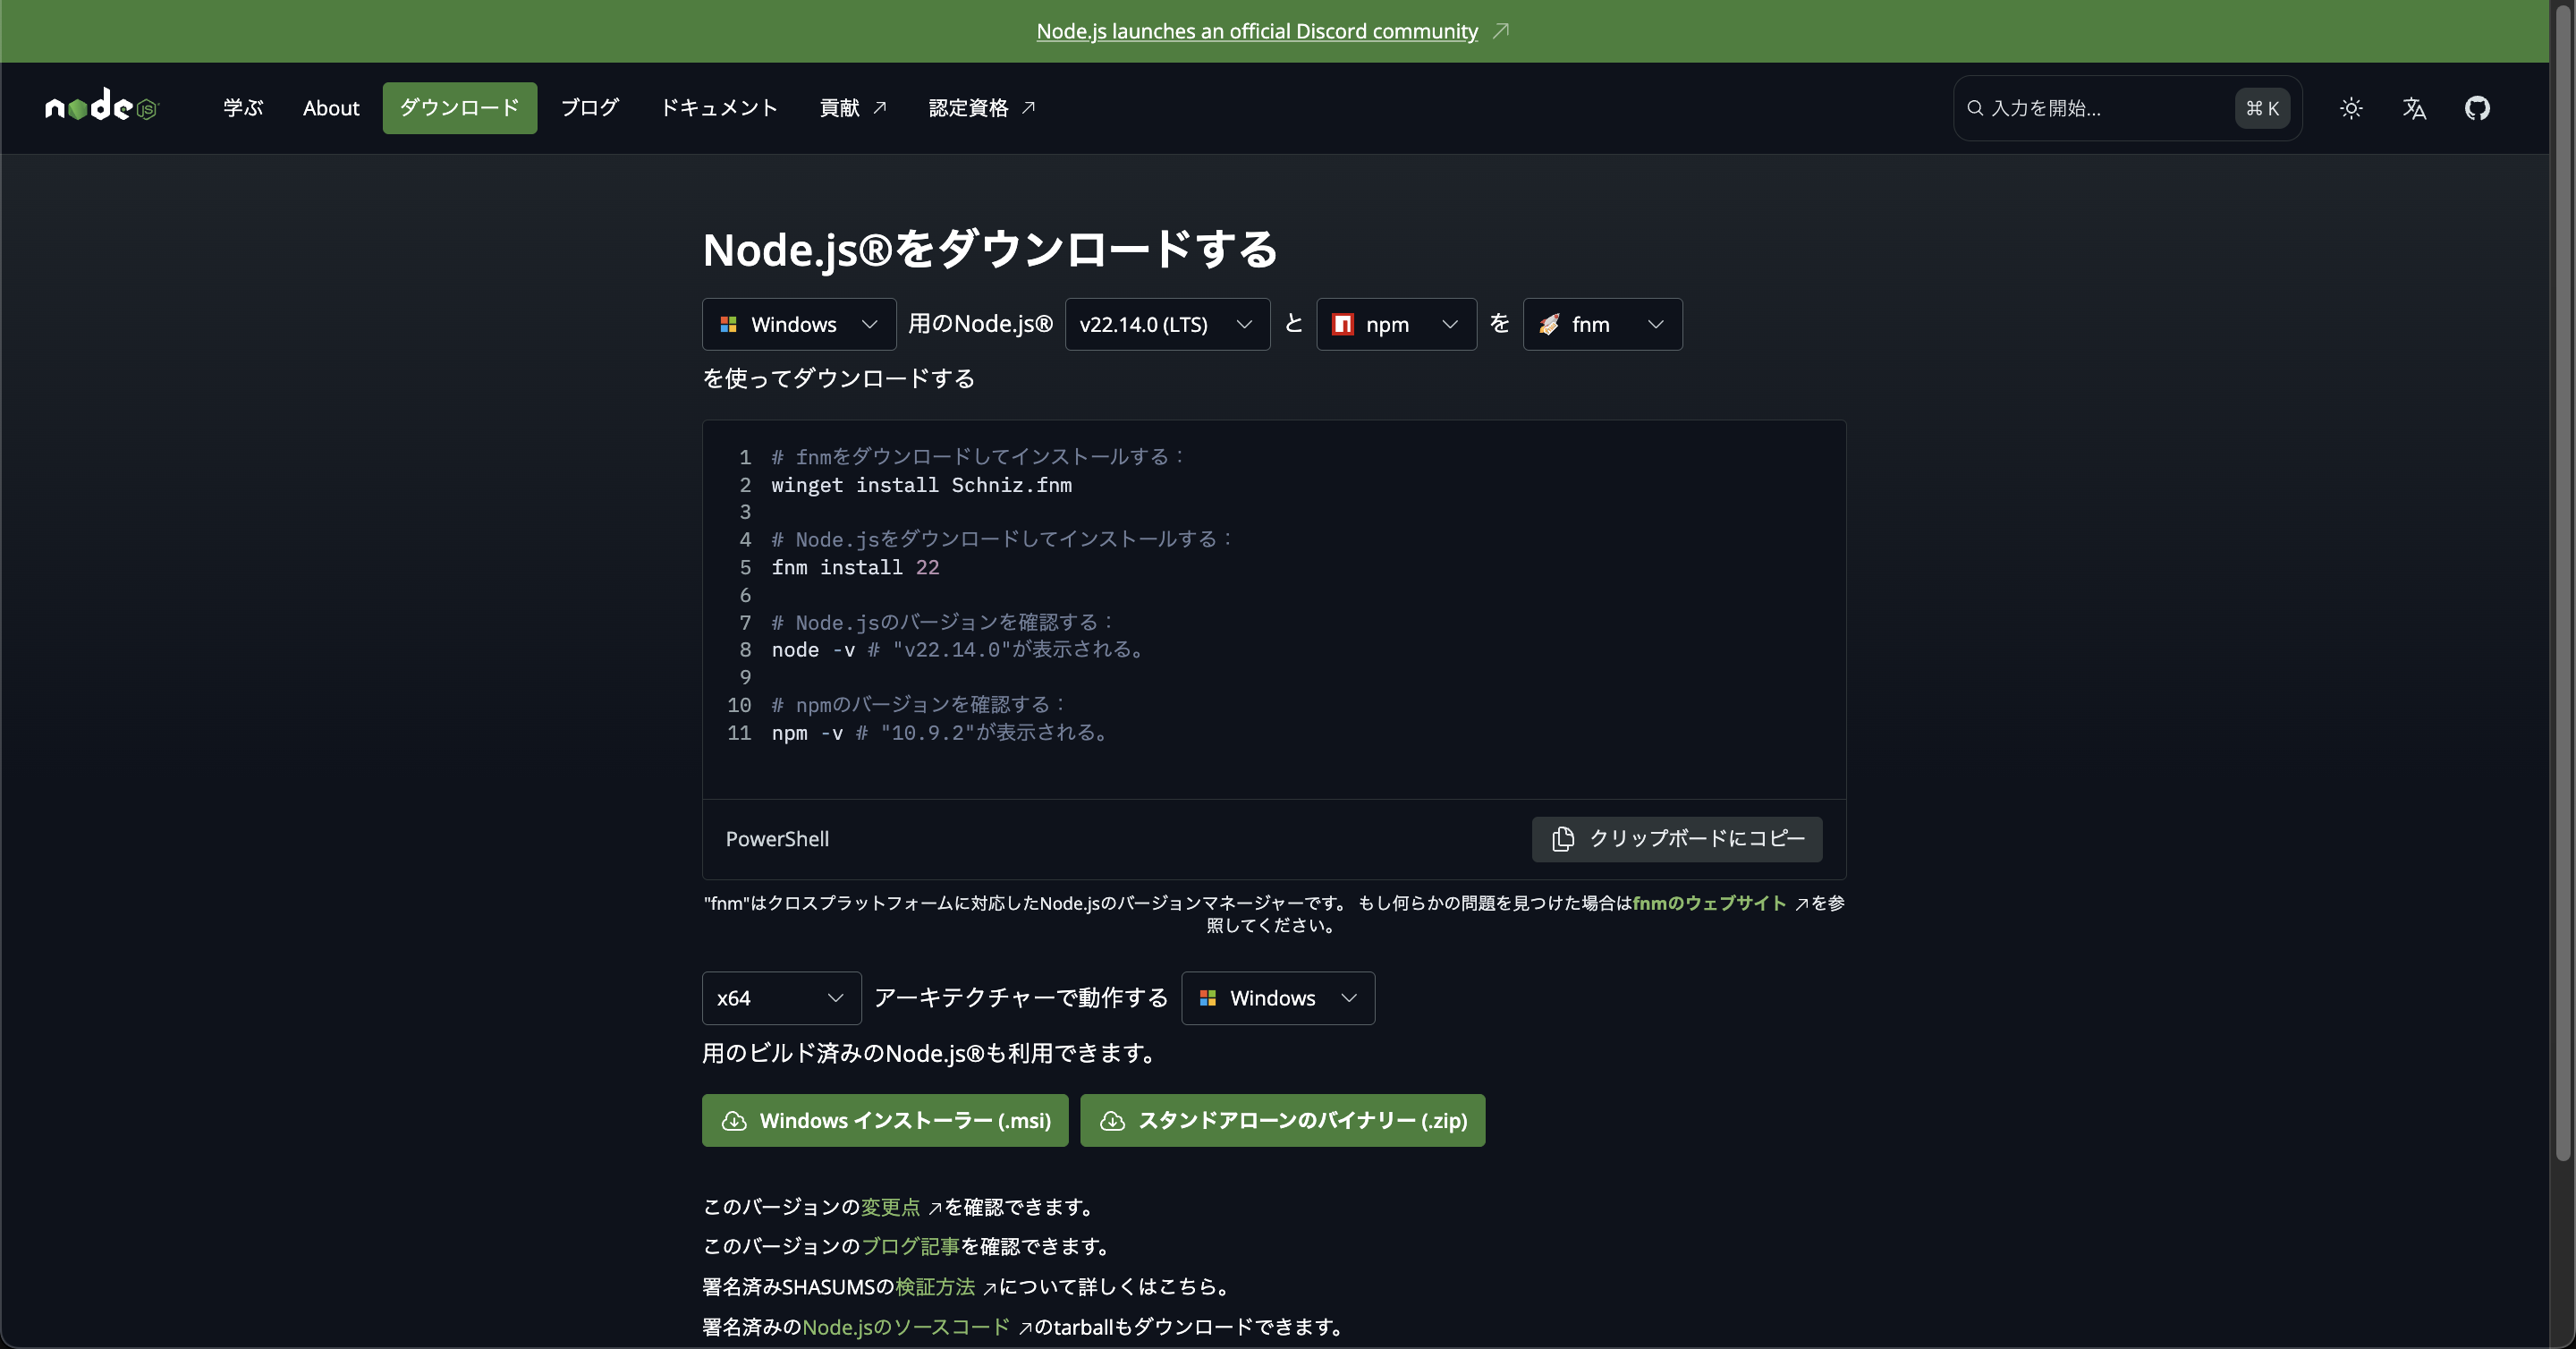 Node.js launches an official Discord community
node JS
学ぶ About ダウンロード ブログ ドキュメント 貢献 認定資格 入力を開始... ⌘ K
Node.js®をダウンロードする
Windows 用のNode.js® v22.14.0 (LTS) と npm を fnm
を使ってダウンロードする
1 # fnmをダウンロードしてインストールする：
2 winget install Schniz.fnm
3
4 # Node.jsをダウンロードしてインストールする：
5 fnm install 22
6
7 # Node.jsのバージョンを確認する：
8 node -v # "v22.14.0"が表示される。
9
10 # npmのバージョンを確認する：
11 npm -v # "10.9.2"が表示される。
PowerShell クリップボードにコピー
"fnm"はクロスプラットフォームに対応したNode.jsのバージョンマネージャーです。 もし何らかの問題を見つけた場合はfnmのウェブサイト を参
照してください。
x64 アーキテクチャーで動作する Windows
用のビルド済みのNode.js®も利用できます。
Windows インストーラー (.msi) スタンドアローンのバイナリー (.zip)
このバージョンの変更点 を確認できます。
このバージョンのブログ記事を確認できます。
署名済みSHASUMSの検証方法 について詳しくはこちら。
署名済みのNode.jsのソースコード のtarballもダウンロードできます。